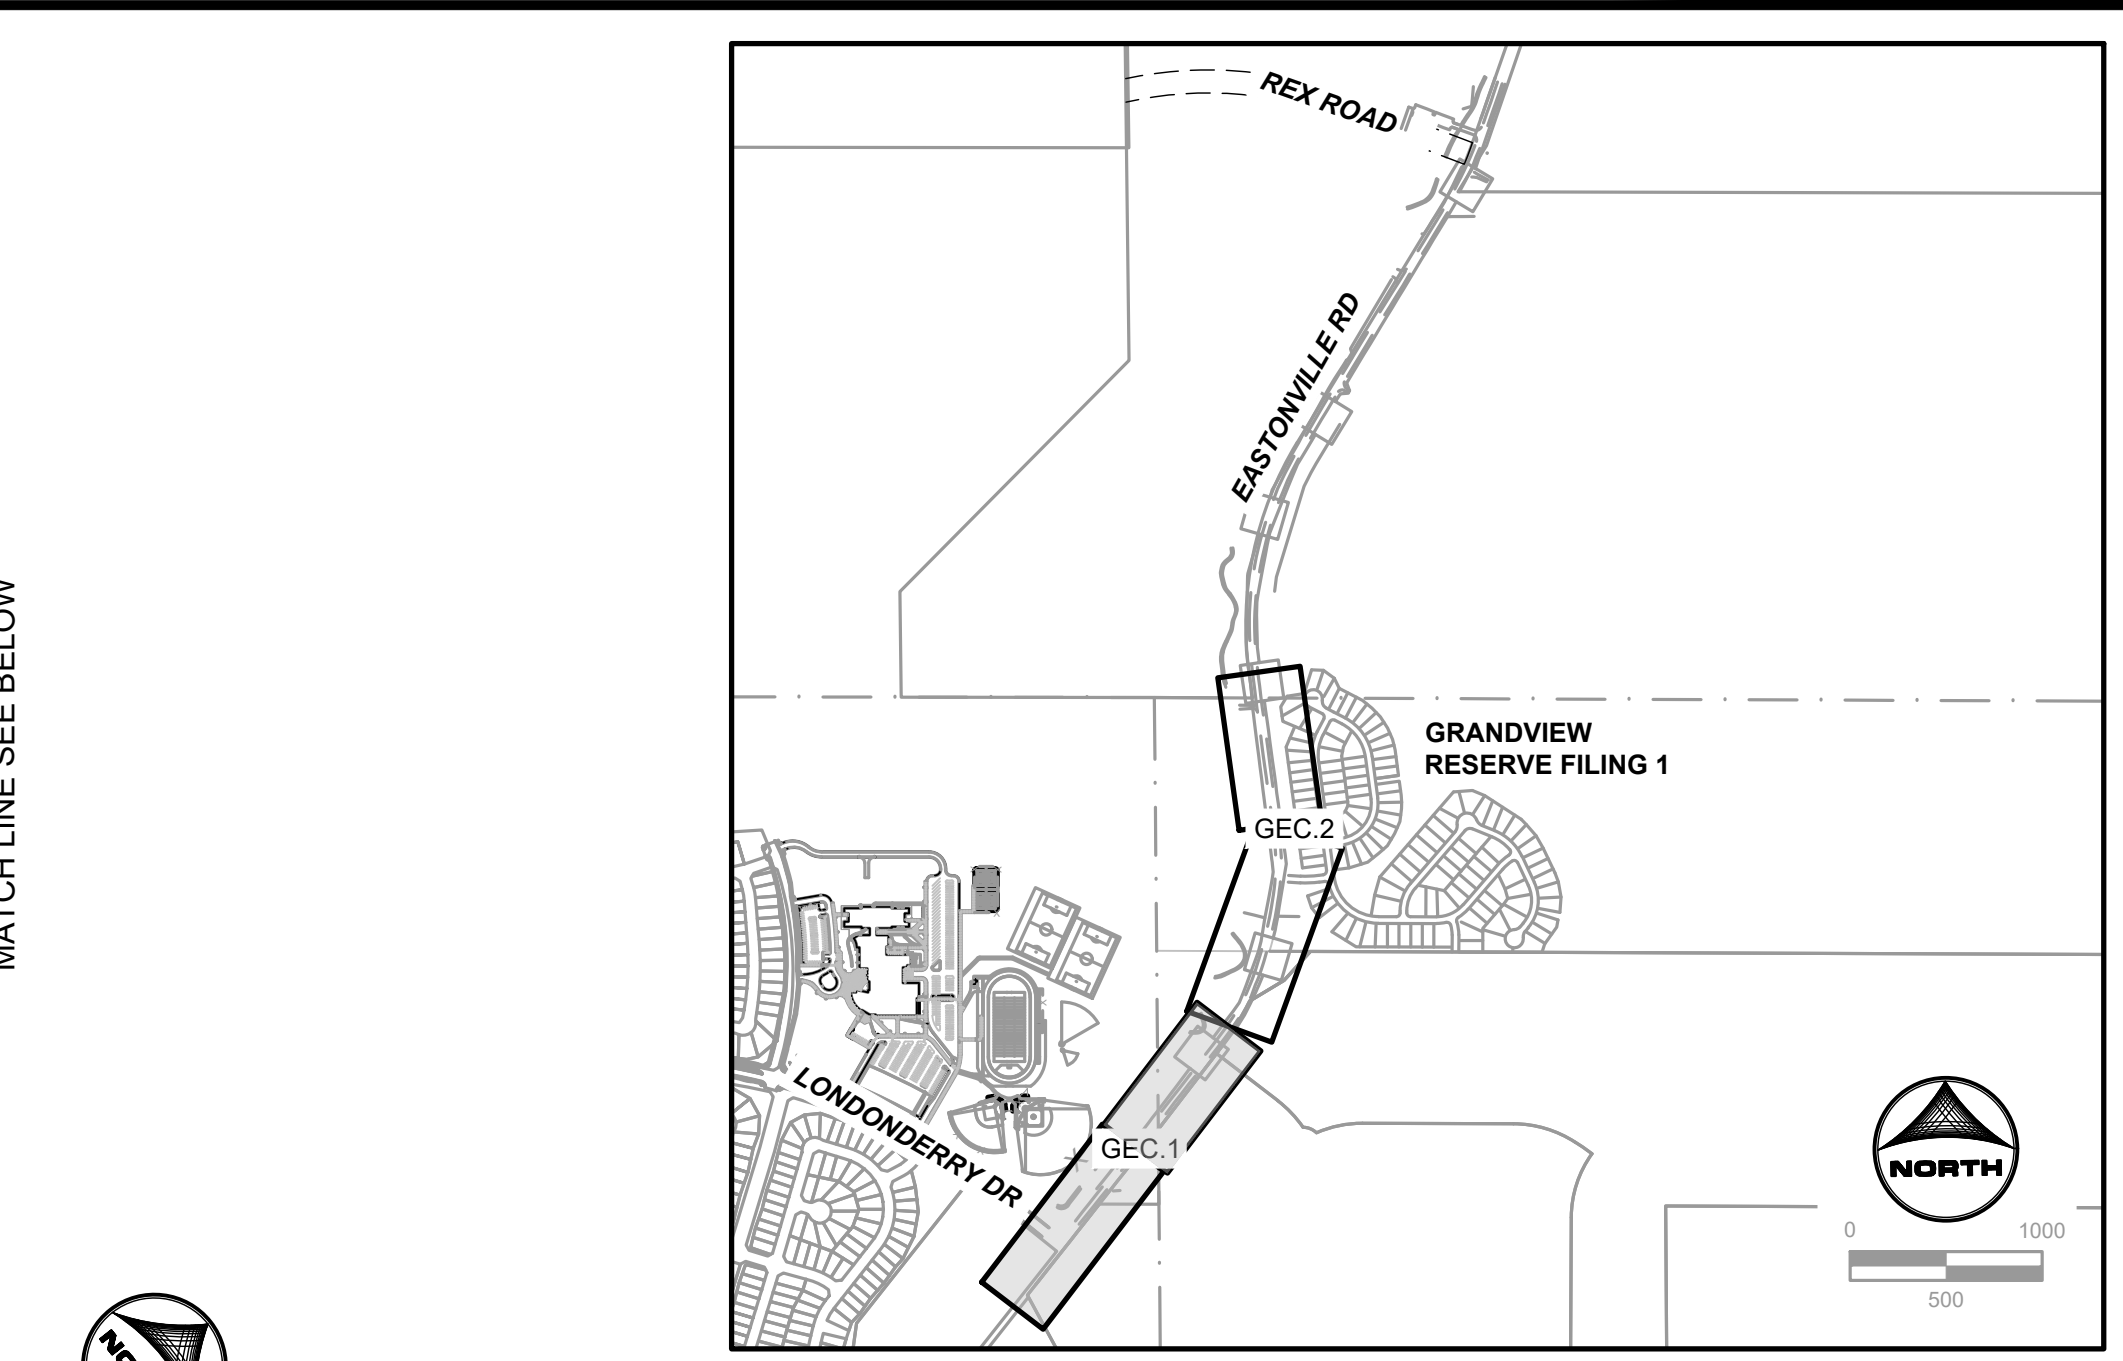 REX ROAD
EASTONVILLE RD
MATCH LINE SEE BELOW
GRANDVIEW
RESERVE FILING 1
GEC.2
LONDONDERRY DR
GEC.1
NORTH
0 1000
500